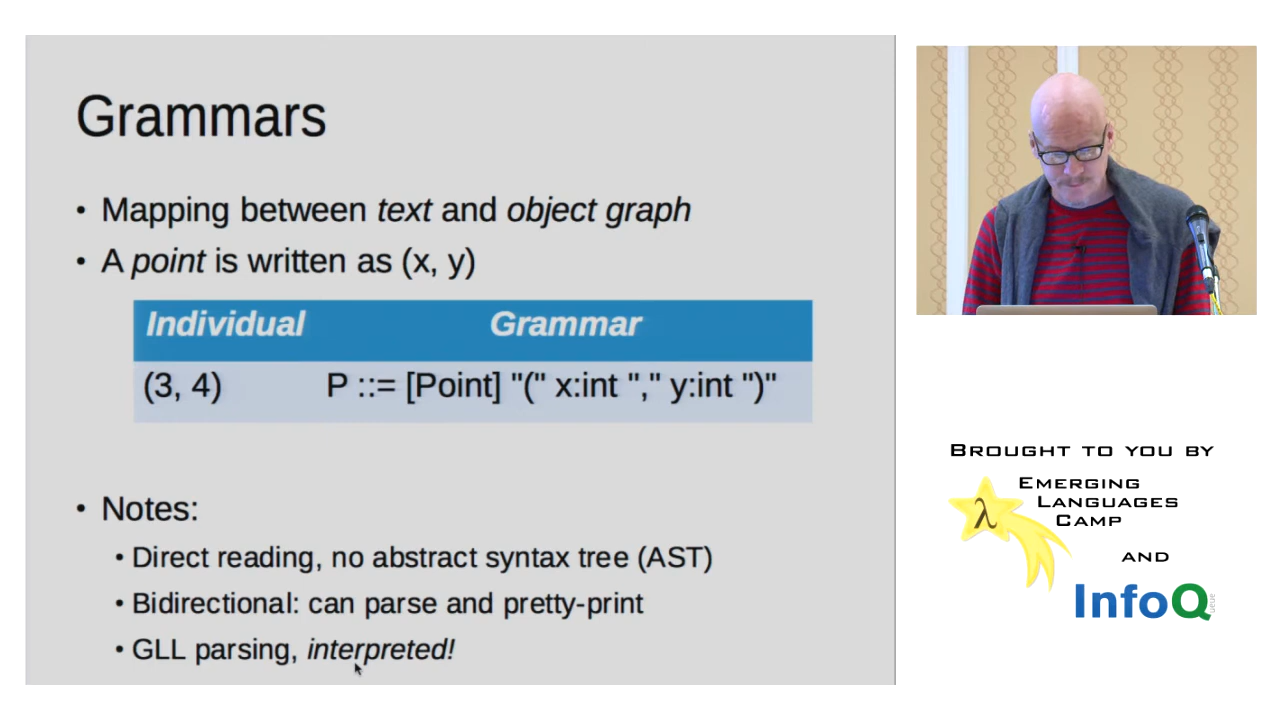 Grammars
• Mapping between text and object graph
• A point is written as (x, y)
Individual Grammar
(3, 4) P ::= [Point] "(" x:int "," y:int ")"
• Notes:
• Direct reading, no abstract syntax tree (AST)
• Bidirectional: can parse and pretty-print
• GLL parsing, interpreted!
BROUGHT TO YOU BY
EMERGING
LANGUAGES
CAMP
λ
AND
InfoQ